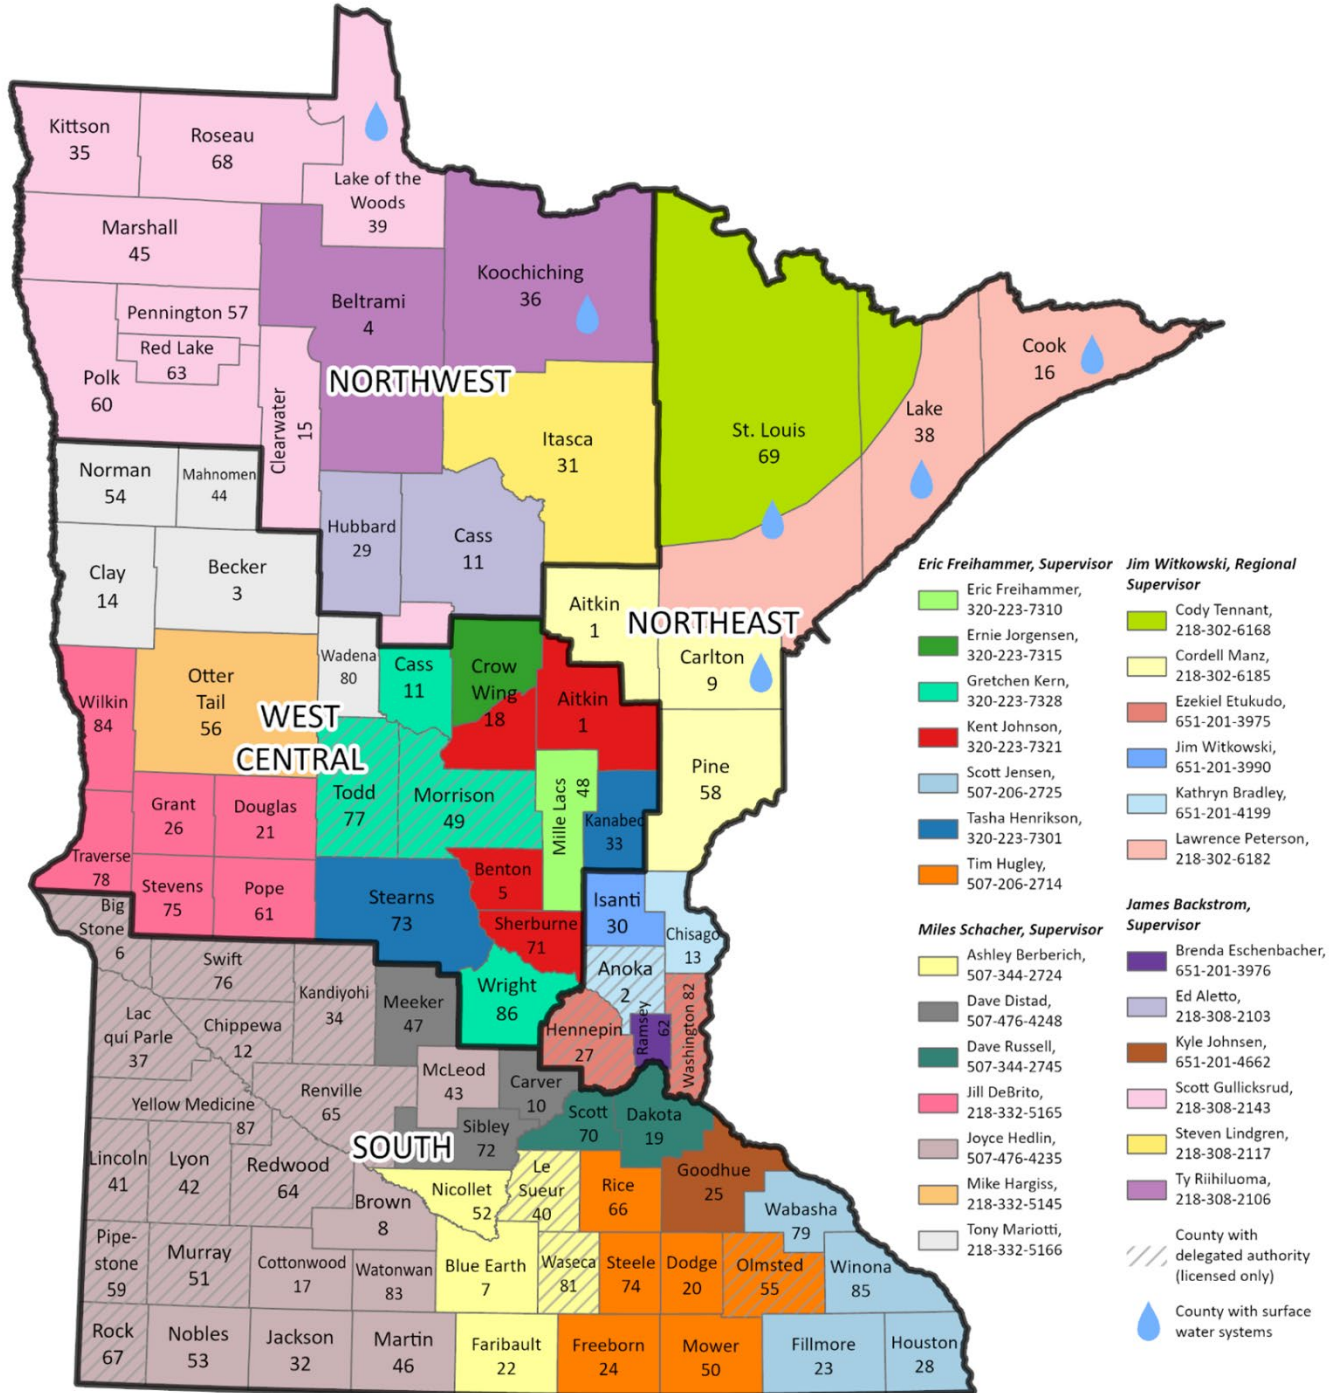 Kittson
35
Roseau
68
Lake of the
Woods
39
Marshall
45
Koochiching
36
Beltrami
4
Pennington 57
Red Lake
63
Polk
60
Clearwater
15
NORTHWEST
Cook
16
Lake
38
St. Louis
69
Itasca
31
Norman
54
Mahnomen
44
Hubbard
29
Cass
11
Clay
14
Becker
3
Aitkin
1
NORTHEAST
Carlton
9
Wadena
80
Cass
11
Crow
Wing
18
Aitkin
1
Wilkin
84
Otter
Tail
56
WEST
CENTRAL
Pine
58
Todd
77
Morrison
49
Mille Lacs
48
Kanabec
33
Grant
26
Douglas
21
Traverse
78
Stevens
75
Pope
61
Stearns
73
Benton
5
Sherburne
71
Isanti
30
Chisago
13
Big
Stone
6
Swift
76
Kandiyohi
34
Meeker
47
Wright
86
Anoka
2
Hennepin
27
Ramsey
62
Washington 82
Lac
qui Parle
37
Chippewa
12
McLeod
43
Carver
10
Renville
65
Yellow Medicine
87
SOUTH
Sibley
72
Scott
70
Dakota
19
Lincoln
41
Lyon
42
Redwood
64
Brown
8
Nicollet
52
Le
Sueur
40
Rice
66
Goodhue
25
Wabasha
79
Pipe-
stone
59
Murray
51
Cottonwood
17
Watonwan
83
Blue Earth
7
Waseca
81
Steele
74
Dodge
20
Olmsted
55
Winona
85
Rock
67
Nobles
53
Jackson
32
Martin
46
Faribault
22
Freeborn
24
Mower
50
Fillmore
23
Houston
28
Eric Freihammer, Supervisor
Eric Freihammer,
320-223-7310
Ernie Jorgensen,
320-223-7315
Gretchen Kern,
320-223-7328
Kent Johnson,
320-223-7321
Scott Jensen,
507-206-2725
Tasha Henrikson,
320-223-7301
Tim Hugley,
507-206-2714
Miles Schacher, Supervisor
Ashley Berberich,
507-344-2724
Dave Distad,
507-476-4248
Dave Russell,
507-344-2745
Jill DeBrito,
218-332-5165
Joyce Hedlin,
507-476-4235
Mike Hargiss,
218-332-5145
Tony Mariotti,
218-332-5166
Jim Witkowski, Regional
Supervisor
Cody Tennant,
218-302-6168
Cordell Manz,
218-302-6185
Ezekiel Etukudo,
651-201-3975
Jim Witkowski,
651-201-3990
Kathryn Bradley,
651-201-4199
Lawrence Peterson,
218-302-6182
James Backstrom,
Supervisor
Brenda Eschenbacher,
651-201-3976
Ed Aletto,
218-308-2103
Kyle Johnsen,
651-201-4662
Scott Gullicksrud,
218-308-2143
Steven Lindgren,
218-308-2117
Ty Riihiluoma,
218-308-2106
County with
delegated authority
(licensed only)
County with surface
water systems